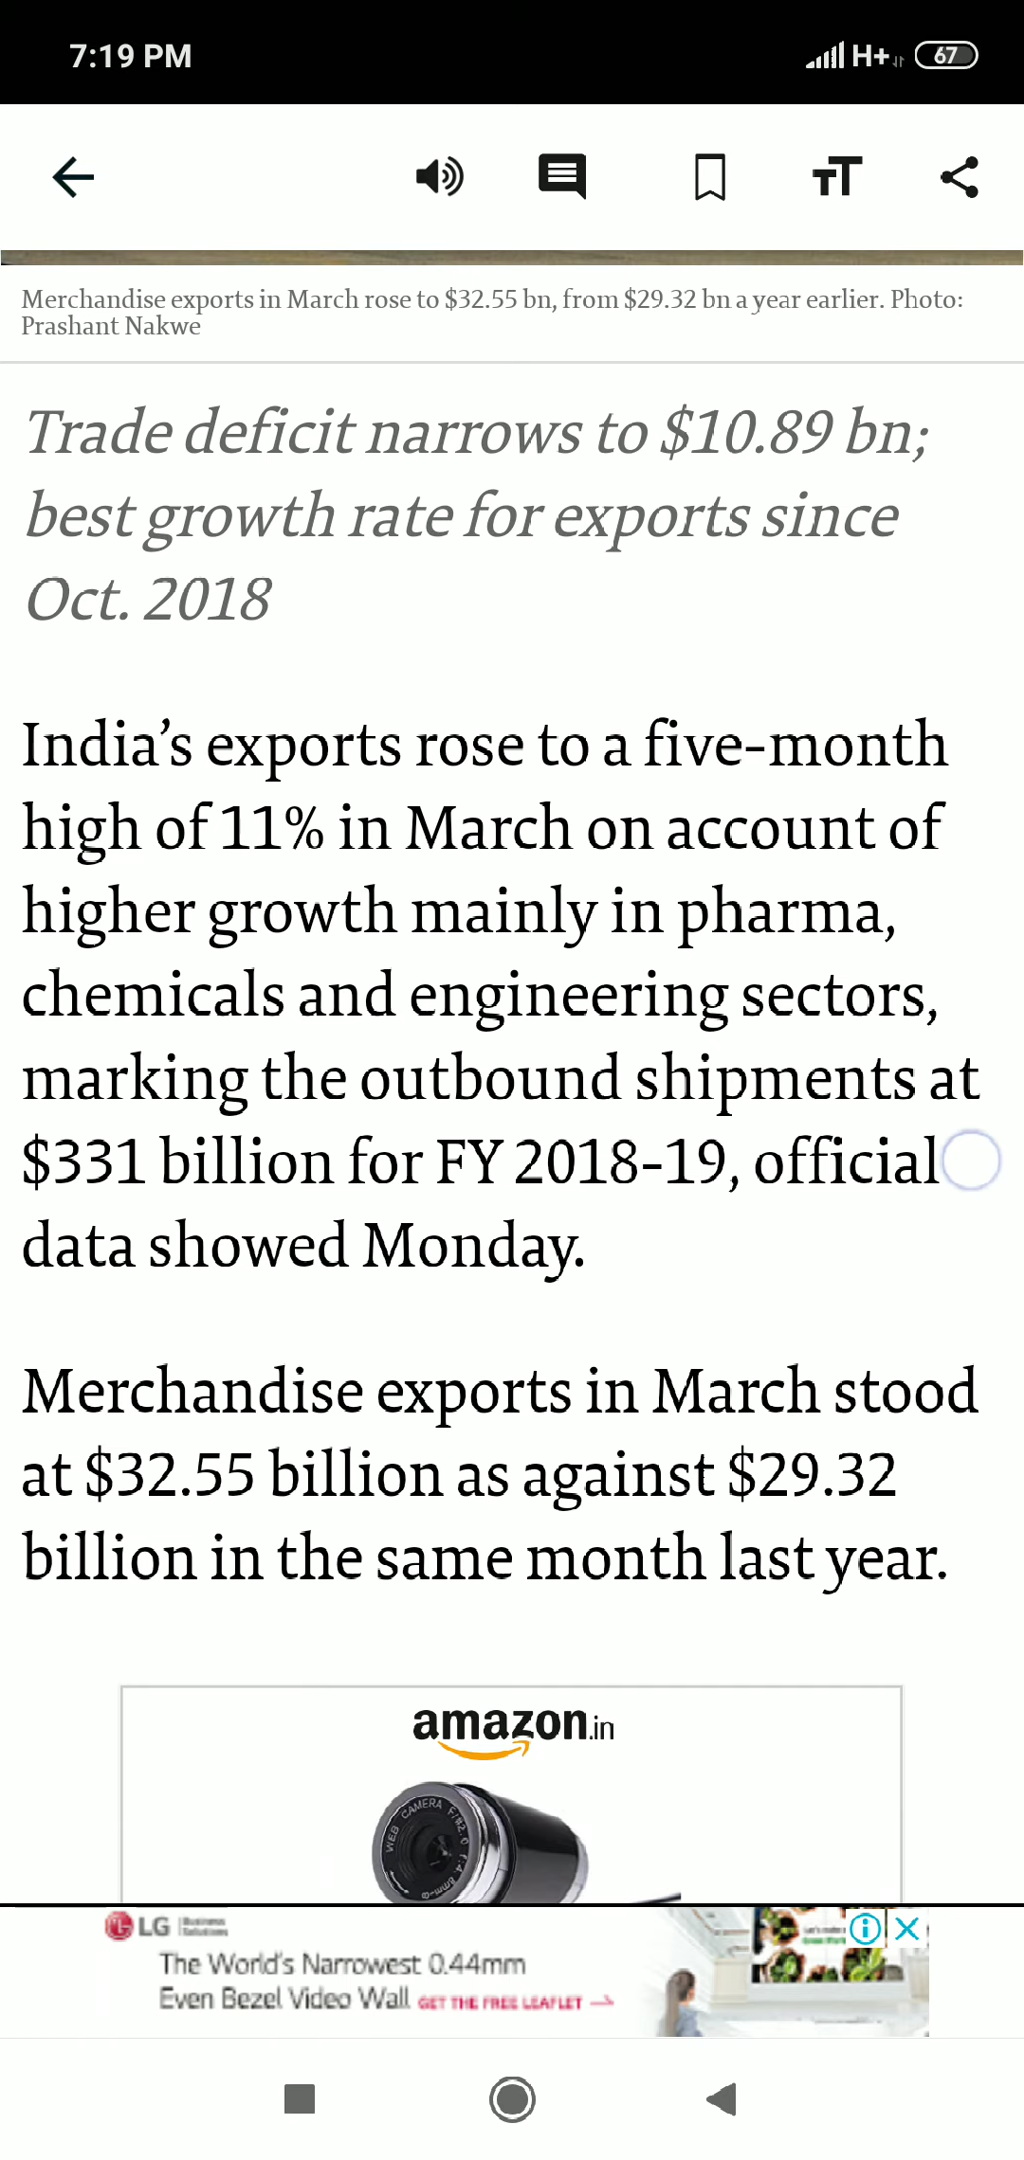 7:19 PM
H+ 67
TT
Merchandise exports in March rose to $32.55 bn, from $29.32 bn a year earlier. Photo:
Prashant Nakwe
Trade deficit narrows to $10.89 bn;
best growth rate for exports since
Oct. 2018
India’s exports rose to a five-month
high of 11% in March on account of
higher growth mainly in pharma,
chemicals and engineering sectors,
marking the outbound shipments at
$331 billion for FY 2018-19, official
data showed Monday.
Merchandise exports in March stood
at $32.55 billion as against $29.32
billion in the same month last year.
amazon.in
WEB CAMERA
LG Business
Solutions
The World's Narrowest 0.44mm
Even Bezel Video Wall GET THE FREE LEAFLET